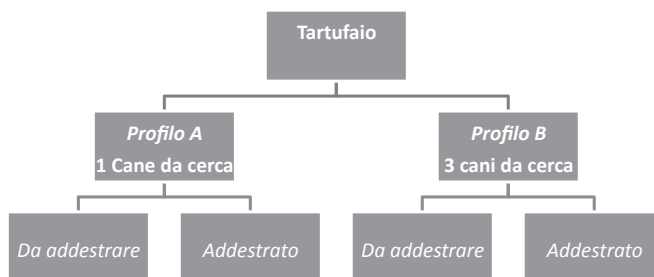 Tartufaio
Profilo A
1 Cane da cerca
Profilo B
3 cani da cerca
Da addestrare
Addestrato
Da addestrare
Addestrato